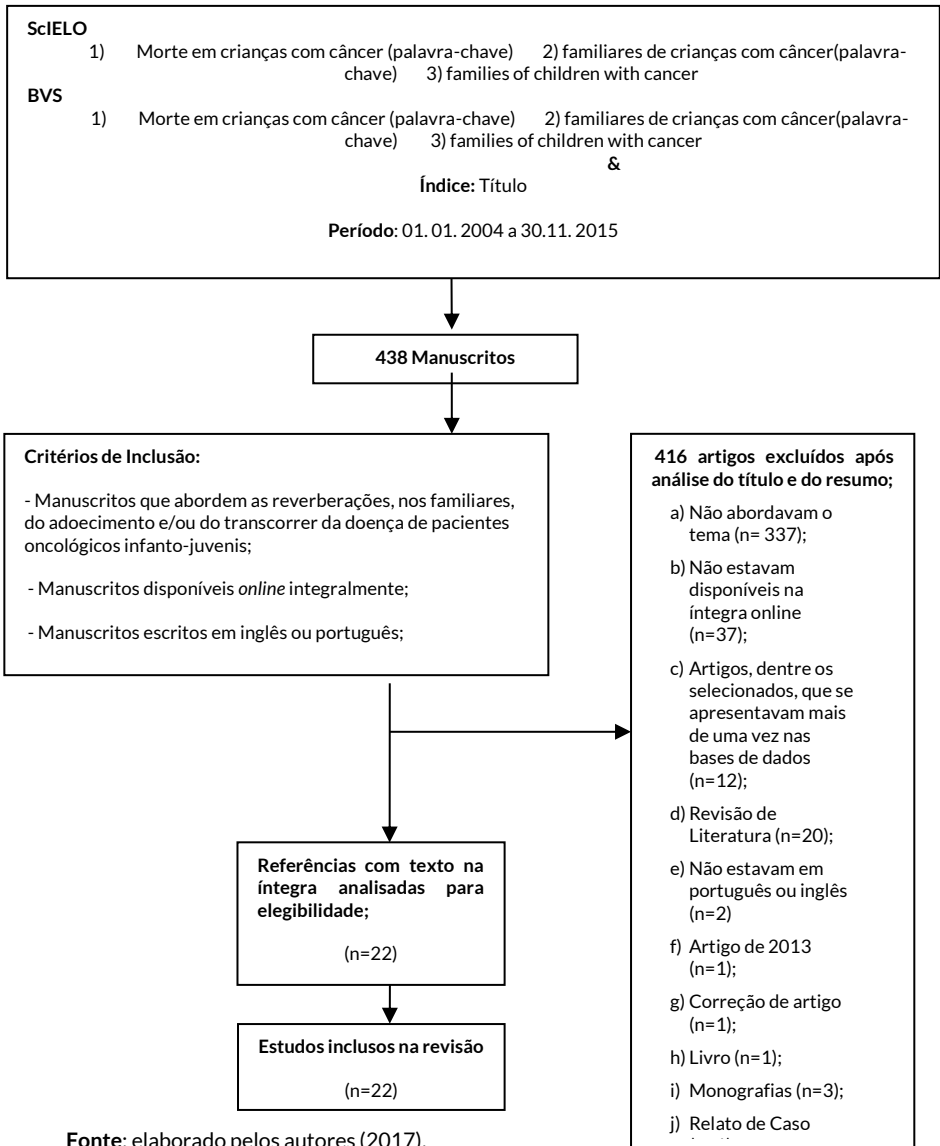 ScIELO
1) Morte em crianças com câncer (palavra-chave) 2) familiares de crianças com câncer(palavra-
chave) 3) families of children with cancer
BVS
1) Morte em crianças com câncer (palavra-chave) 2) familiares de crianças com câncer(palavra-
chave) 3) families of children with cancer
&
Índice: Título
Período: 01. 01. 2004 a 30.11. 2015
438 Manuscritos
Critérios de Inclusão:
- Manuscritos que abordem as reverberações, nos familiares,
do adoecimento e/ou do transcorrer da doença de pacientes
oncológicos infanto-juvenis;
- Manuscritos disponíveis online integralmente;
- Manuscritos escritos em inglês ou português;
416 artigos excluídos após
análise do título e do resumo;
a) Não abordavam o
tema (n= 337);
b) Não estavam
disponíveis na
íntegra online
(n=37);
c) Artigos, dentre os
selecionados, que se
apresentavam mais
de uma vez nas
bases de dados
(n=12);
d) Revisão de
Literatura (n=20);
e) Não estavam em
português ou inglês
(n=2)
f) Artigo de 2013
(n=1);
g) Correção de artigo
(n=1);
h) Livro (n=1);
i) Monografias (n=3);
j) Relato de Caso
Referências com texto na
íntegra analisadas para
elegibilidade;
(n=22)
Estudos inclusos na revisão
(n=22)
Fonte: elaborado pelos autores (2017).